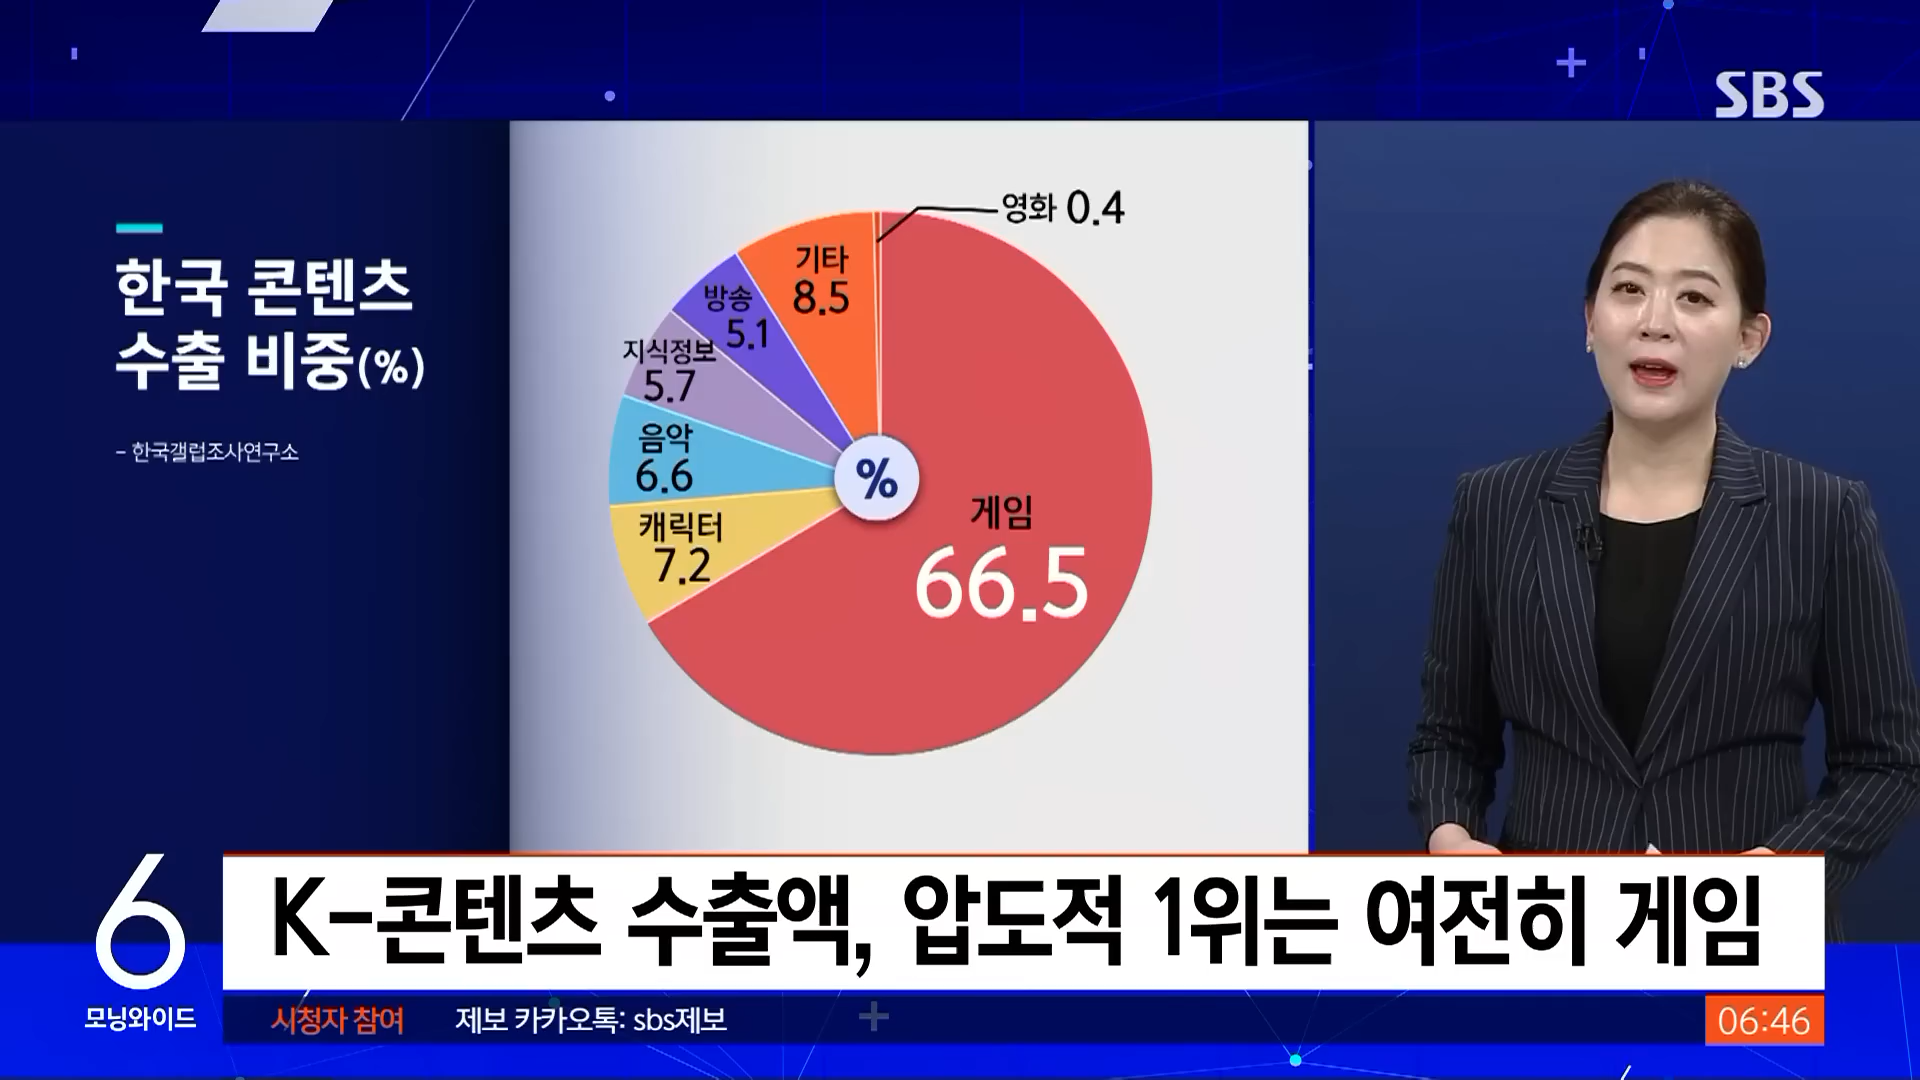 SBS
한국 콘텐츠
수출 비중(%)
- 한국갤럽조사연구소
영화 0.4
기타
8.5
방송
5.1
지식정보
5.7
음악
6.6
캐릭터
7.2
%
게임
66.5
6
모닝와이드
K-콘텐츠 수출액, 압도적 1위는 여전히 게임
시청자 참여 제보 카카오톡: sbs제보
06:46